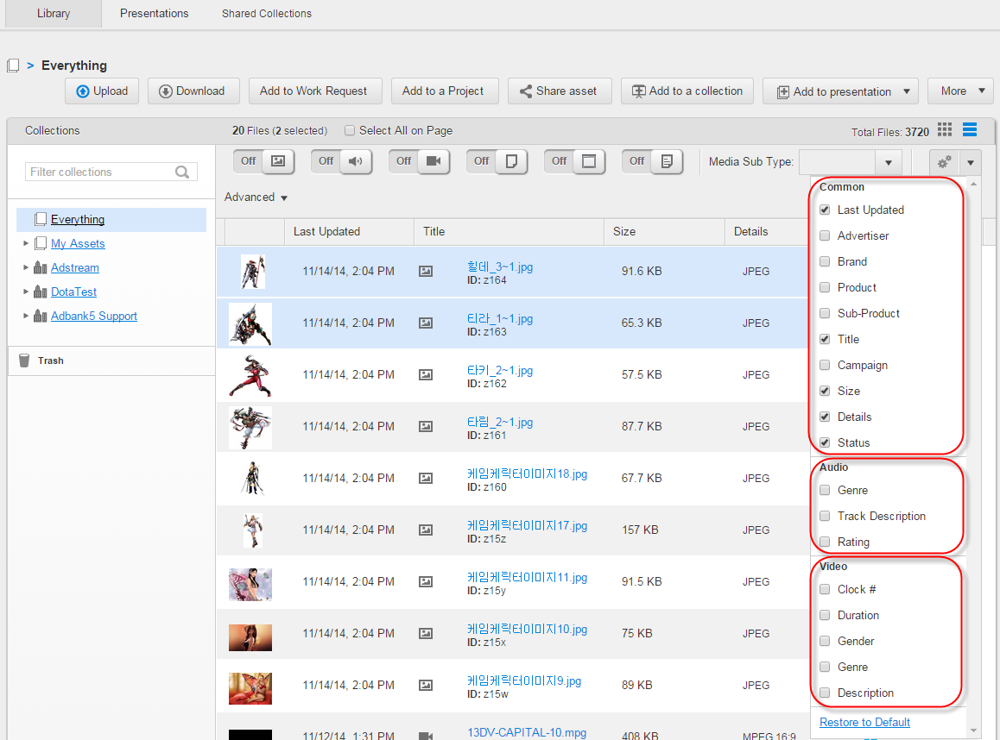 Library Presentations Shared Collections
> Everything
Upload Download Add to Work Request Add to a Project Share asset Add to a collection Add to presentation More
Collections 20 Files (2 selected) Select All on Page Total Files: 3720
Filter collections
Off Off Off Off Off Off Media Sub Type:
Advanced
Everything
My Assets
Adstream
DotaTest
Adbank5 Support
Trash
Last Updated Title Size Details
11/14/14, 2:04 PM 힐데_3~1.jpg 91.6 KB JPEG
ID: z164
11/14/14, 2:04 PM 티라_1~1.jpg 65.3 KB JPEG
ID: z163
11/14/14, 2:04 PM 타키_2~1.jpg 57.5 KB JPEG
ID: z162
11/14/14, 2:04 PM 타림_2~1.jpg 87.7 KB JPEG
ID: z161
11/14/14, 2:04 PM 케임케릭터이미지18.jpg 67.7 KB JPEG
ID: z160
11/14/14, 2:04 PM 케임케릭터이미지17.jpg 157 KB JPEG
ID: z15z
11/14/14, 2:04 PM 케임케릭터이미지11.jpg 91.5 KB JPEG
ID: z15y
11/14/14, 2:04 PM 케임케릭터이미지10.jpg 75 KB JPEG
ID: z15x
11/14/14, 2:04 PM 케임케릭터이미지9.jpg 89 KB JPEG
ID: z15w
11/12/14, 1:31 PM 13DV-CAPITAL-10.mpg 408 KB MPEG 16:9
Common
Last Updated
Advertiser
Brand
Product
Sub-Product
Title
Campaign
Size
Details
Status
Audio
Genre
Track Description
Rating
Video
Clock #
Duration
Gender
Genre
Description
Restore to Default